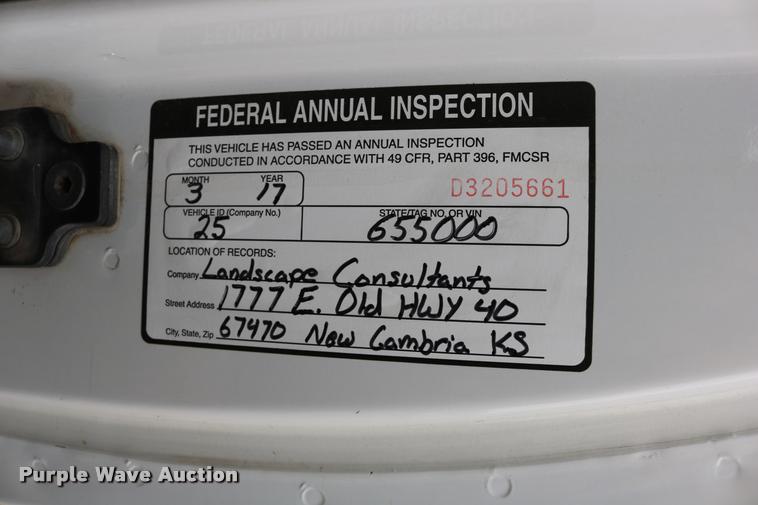 FEDERAL ANNUAL INSPECTION
THIS VEHICLE HAS PASSED AN ANNUAL INSPECTION
CONDUCTED IN ACCORDANCE WITH 49 CFR, PART 396, FMCSR
MONTH YEAR
3 17 D3205661
VEHICLE ID (Company No.) STATE/TAG NO. OR VIN
25 655000
LOCATION OF RECORDS:
Company Landscape Consultants
Street Address 1777 E. Old HWY 40
City, State, Zip 67470 New Cambria KS
Purple Wave Auction